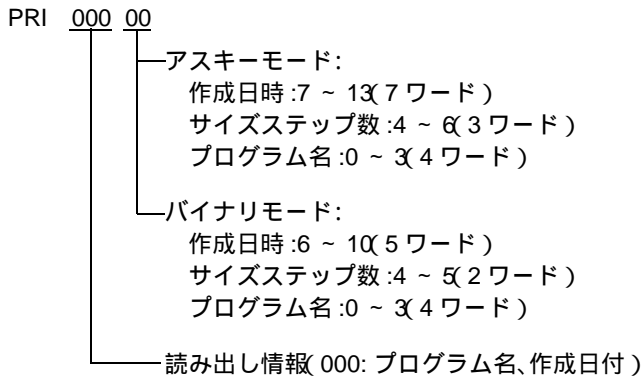 PRI 000 00
アスキーモード:
作成日時:7 ~ 13(7ワード)
サイズステップ数:4 ~ 6(3ワード)
プログラム名:0 ~ 3(4ワード)
バイナリモード:
作成日時:6 ~ 10(5ワード)
サイズステップ数:4 ~ 5(2ワード)
プログラム名:0 ~ 3(4ワード)
読み出し情報(000:プログラム名、作成日付)